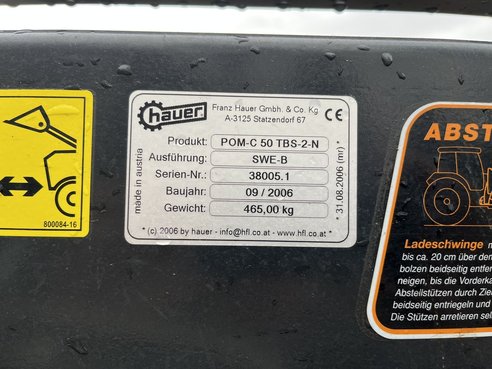 hauer
Franz Hauer Gmbh. & Co. Kg
A-3125 Statzendorf 67
CE
made in austria
Produkt: POM-C 50 TBS-2-N
Ausführung: SWE-B
Serien-Nr.: 38005.1
Baujahr: 09 / 2006
Gewicht: 465,00 kg
* 31.08.2006 (mr) *
* (c) 2006 by hauer - info@hfl.co.at * www.hfl.co.at *
800084-16
ABST
Ladeschwinge
bis ca. 20 cm über dem
bolzen beidseitig entfer
neigen, bis die Vorderka
Abstellstützen durch Zie
beidseitig entriegeln und
Die Stützen arretieren sel